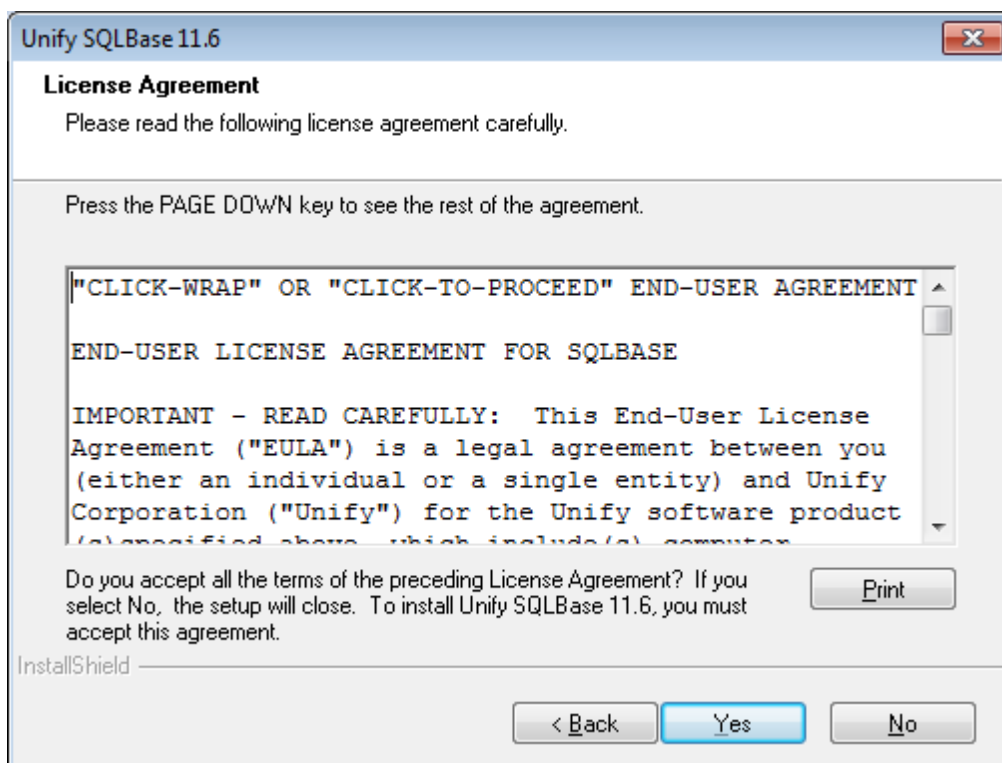 Unify SQLBase 11.6
License Agreement
Please read the following license agreement carefully.
Press the PAGE DOWN key to see the rest of the agreement.
"CLICK-WRAP" OR "CLICK-TO-PROCEED" END-USER AGREEMENT
END-USER LICENSE AGREEMENT FOR SQLBASE
IMPORTANT - READ CAREFULLY:  This End-User License
Agreement ("EULA") is a legal agreement between you
(either an individual or a single entity) and Unify
Corporation ("Unify") for the Unify software product
(s)specified above, which include(s) computer
Do you accept all the terms of the preceding License Agreement?  If you
select No,  the setup will close.  To install Unify SQLBase 11.6, you must
accept this agreement.
Print
InstallShield
< Back
Yes
No